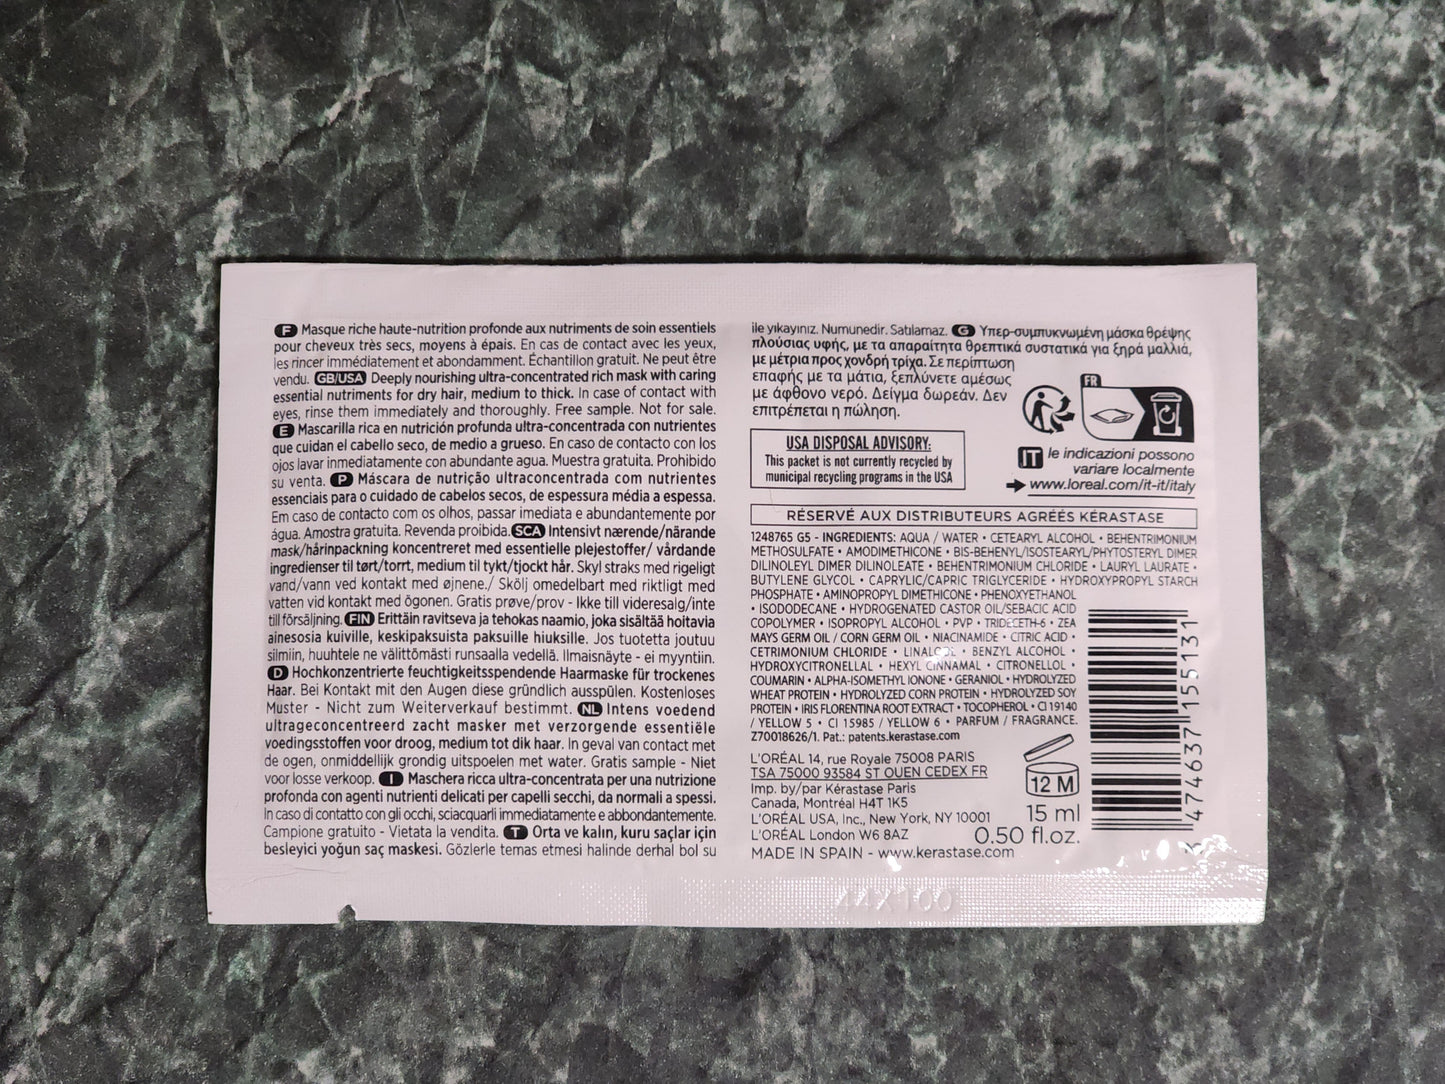 F Masque riche haute-nutrition profonde aux nutriments de soin essentiels
pour cheveux très secs, moyens à épais. En cas de contact avec les yeux,
les rincer immédiatement et abondamment. Échantillon gratuit. Ne peut être
vendu. GB/USA Deeply nourishing ultra-concentrated rich mask with caring
essential nutriments for dry hair, medium to thick. In case of contact with
eyes, rinse them immediately and thoroughly. Free sample. Not for sale.
E Mascarilla rica en nutrición profunda ultra-concentrada con nutrientes
que cuidan el cabello seco, de medio a grueso. En caso de contacto con los
ojos lavar inmediatamente con abundante agua. Muestra gratuita. Prohibido
su venta. P Máscara de nutrição ultraconcentrada com nutrientes
essenciais para o cuidado de cabelos secos, de espessura média a espessa.
Em caso de contacto com os olhos, passar imediata e abundantemente por
água. Amostra gratuita. Revenda proibida. SCA Intensivt nærende/närande
mask/hårinpackning koncentreret med essentielle plejestoffer/ vårdande
ingredienser til tørt/torrt, medium til tykt/tjockt hår. Skyl straks med rigeligt
vand/vann ved kontakt med øjnene./ Skölj omedelbart med riktligt med
vatten vid kontakt med ögonen. Gratis prøve/prov - Ikke till videresalg/inte
till försäljning. FIN Erittäin ravitseva ja tehokas naamio, joka sisältää hoitavia
ainesosia kuiville, keskipaksuista paksuille hiuksille. Jos tuotetta joutuu
silmiin, huuhtele ne välittömästi runsaalla vedellä. Ilmaisnäyte - ei myyntiin.
D Hochkonzentrierte feuchtigkeitsspendende Haarmaske für trockenes
Haar. Bei Kontakt mit den Augen diese gründlich ausspülen. Kostenloses
Muster - Nicht zum Weiterverkauf bestimmt. NL Intens voedend
ultrageconcentreerd zacht masker met verzorgende essentiële
voedingsstoffen voor droog, medium tot dik haar. In geval van contact met
de ogen, onmiddellijk grondig uitspoelen met water. Gratis sample - Niet
voor losse verkoop. I Maschera ricca ultra-concentrata per una nutrizione
profonda con agenti nutrienti delicati per capelli secchi, da normali a spessi.
In caso di contatto con gli occhi, sciacquarli immediatamente e abbondantemente.
Campione gratuito - Vietata la vendita. T Orta ve kalın, kuru saçlar için
besleyici yoğun saç maskesi. Gözlerle temas etmesi halinde derhal bol su
ile yıkayınız. Numunedir. Satılamaz. G Υπερ-συμπυκνωμένη μάσκα θρέψης
πλούσιας υφής, με τα απαραίτητα θρεπτικά συστατικά για ξηρά μαλλιά,
με μέτρια προς χονδρή τρίχα. Σε περίπτωση
επαφής με τα μάτια, ξεπλύνετε αμέσως
με άφθονο νερό. Δείγμα δωρεάν. Δεν
επιτρέπεται η πώληση.
FR
USA DISPOSAL ADVISORY:
This packet is not currently recycled by
municipal recycling programs in the USA
IT le indicazioni possono
variare localmente
www.loreal.com/it-it/italy
RÉSERVÉ AUX DISTRIBUTEURS AGRÉÉS KÉRASTASE
1248765 G5 - INGREDIENTS: AQUA / WATER • CETEARYL ALCOHOL • BEHENTRIMONIUM
METHOSULFATE • AMODIMETHICONE • BIS-BEHENYL/ISOSTEARYL/PHYTOSTERYL DIMER
DILINOLEYL DIMER DILINOLEATE • BEHENTRIMONIUM CHLORIDE • LAURYL LAURATE •
BUTYLENE GLYCOL • CAPRYLIC/CAPRIC TRIGLYCERIDE • HYDROXYPROPYL STARCH
PHOSPHATE • AMINOPROPYL DIMETHICONE • PHENOXYETHANOL
• ISODODECANE • HYDROGENATED CASTOR OIL/SEBACIC ACID
COPOLYMER • ISOPROPYL ALCOHOL • PVP • TRIDECETH-6 • ZEA
MAYS GERM OIL / CORN GERM OIL • NIACINAMIDE • CITRIC ACID •
CETRIMONIUM CHLORIDE • LINALOOL • BENZYL ALCOHOL •
HYDROXYCITRONELLAL • HEXYL CINNAMAL • CITRONELLOL •
COUMARIN • ALPHA-ISOMETHYL IONONE • GERANIOL • HYDROLYZED
WHEAT PROTEIN • HYDROLYZED CORN PROTEIN • HYDROLYZED SOY
PROTEIN • IRIS FLORENTINA ROOT EXTRACT • TOCOPHEROL • CI 19140
/ YELLOW 5 • CI 15985 / YELLOW 6 • PARFUM / FRAGRANCE.
Z70018626/1. Pat.: patents.kerastase.com
L'ORÉAL 14, rue Royale 75008 PARIS
TSA 75000 93584 ST OUEN CEDEX FR
Imp. by/par Kérastase Paris
Canada, Montréal H4T 1K5
L'ORÉAL USA, Inc., New York, NY 10001
L'ORÉAL London W6 8AZ
MADE IN SPAIN - www.kerastase.com
12 M
15 ml
0.50 fl.oz.
4 474637 155131